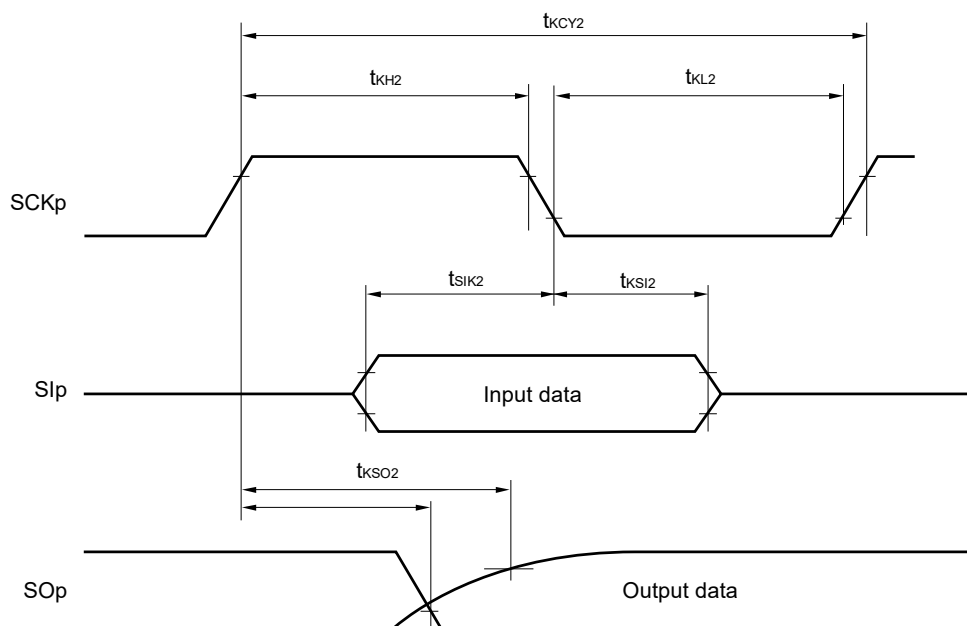 tKCY2
tKH2
tKL2
SCKp
tSIK2
tKSI2
SIp
Input data
tKSO2
SOp
Output data